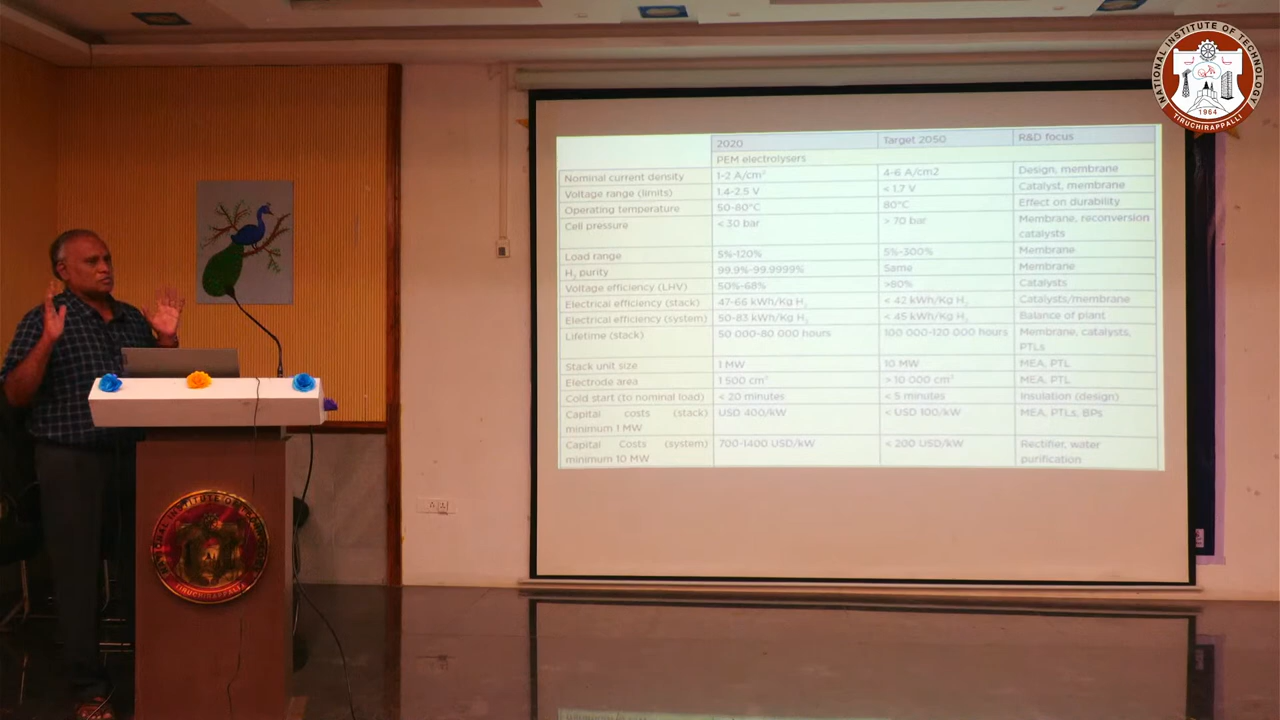 NATIONAL INSTITUTE OF TECHNOLOGY
1964
TIRUCHIRAPPALLI
2020 Target 2050 R&D focus
PEM electrolysers
Nominal current density 1-2 A/cm² 4-6 A/cm2 Design, membrane
Voltage range (limits) 1.4-2.5 V < 1.7 V Catalyst, membrane
Operating temperature 50-80°C 80°C Effect on durability
Cell pressure < 30 bar > 70 bar Membrane, reconversion
catalysts
Load range 5%-120% 5%-300% Membrane
H₂ purity 99.9%-99.9999% Same Membrane
Voltage efficiency (LHV) 50%-68% >80% Catalysts
Electrical efficiency (stack) 47-66 kWh/Kg H₂ < 42 kWh/Kg H₂ Catalysts/membrane
Electrical efficiency (system) 50-83 kWh/Kg H₂ < 45 kWh/Kg H₂ Balance of plant
Lifetime (stack) 50 000-80 000 hours 100 000-120 000 hours Membrane, catalysts,
PTLs
Stack unit size 1 MW 10 MW MEA, PTL
Electrode area 1 500 cm² > 10 000 cm² MEA, PTL
Cold start (to nominal load) < 20 minutes < 5 minutes Insulation (design)
Capital costs (stack) USD 400/kW < USD 100/kW MEA, PTLs, BPs
minimum 1 MW
Capital Costs (system) 700-1400 USD/kW < 200 USD/kW Rectifier, water
minimum 10 MW purification
NATIONAL INSTITUTE OF TECHNOLOGY
TIRUCHIRAPPALLI